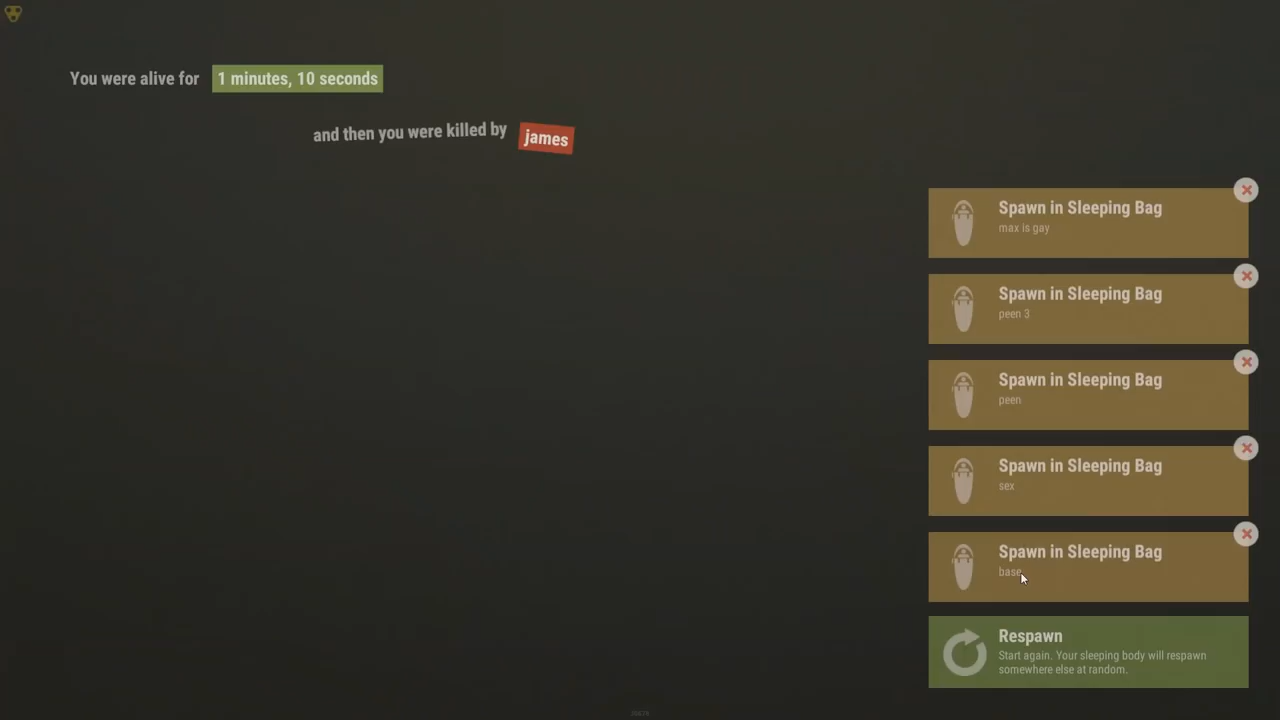 You were alive for 1 minutes, 10 seconds
and then you were killed by james
Spawn in Sleeping Bag
max is gay
Spawn in Sleeping Bag
peen 3
Spawn in Sleeping Bag
peen
Spawn in Sleeping Bag
sex
Spawn in Sleeping Bag
base
Respawn
Start again. Your sleeping body will respawn
somewhere else at random.